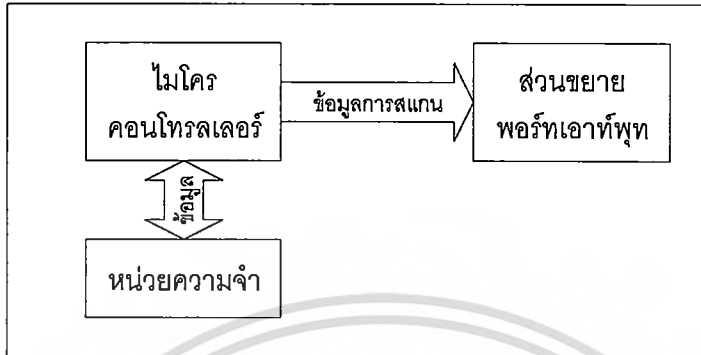 ไมโคร
คอนโทรลเลอร์
ข้อมูลการสแกน
ส่วนขยาย
พอร์ทเอาท์พุท
ข้อมูล
หน่วยความจำ